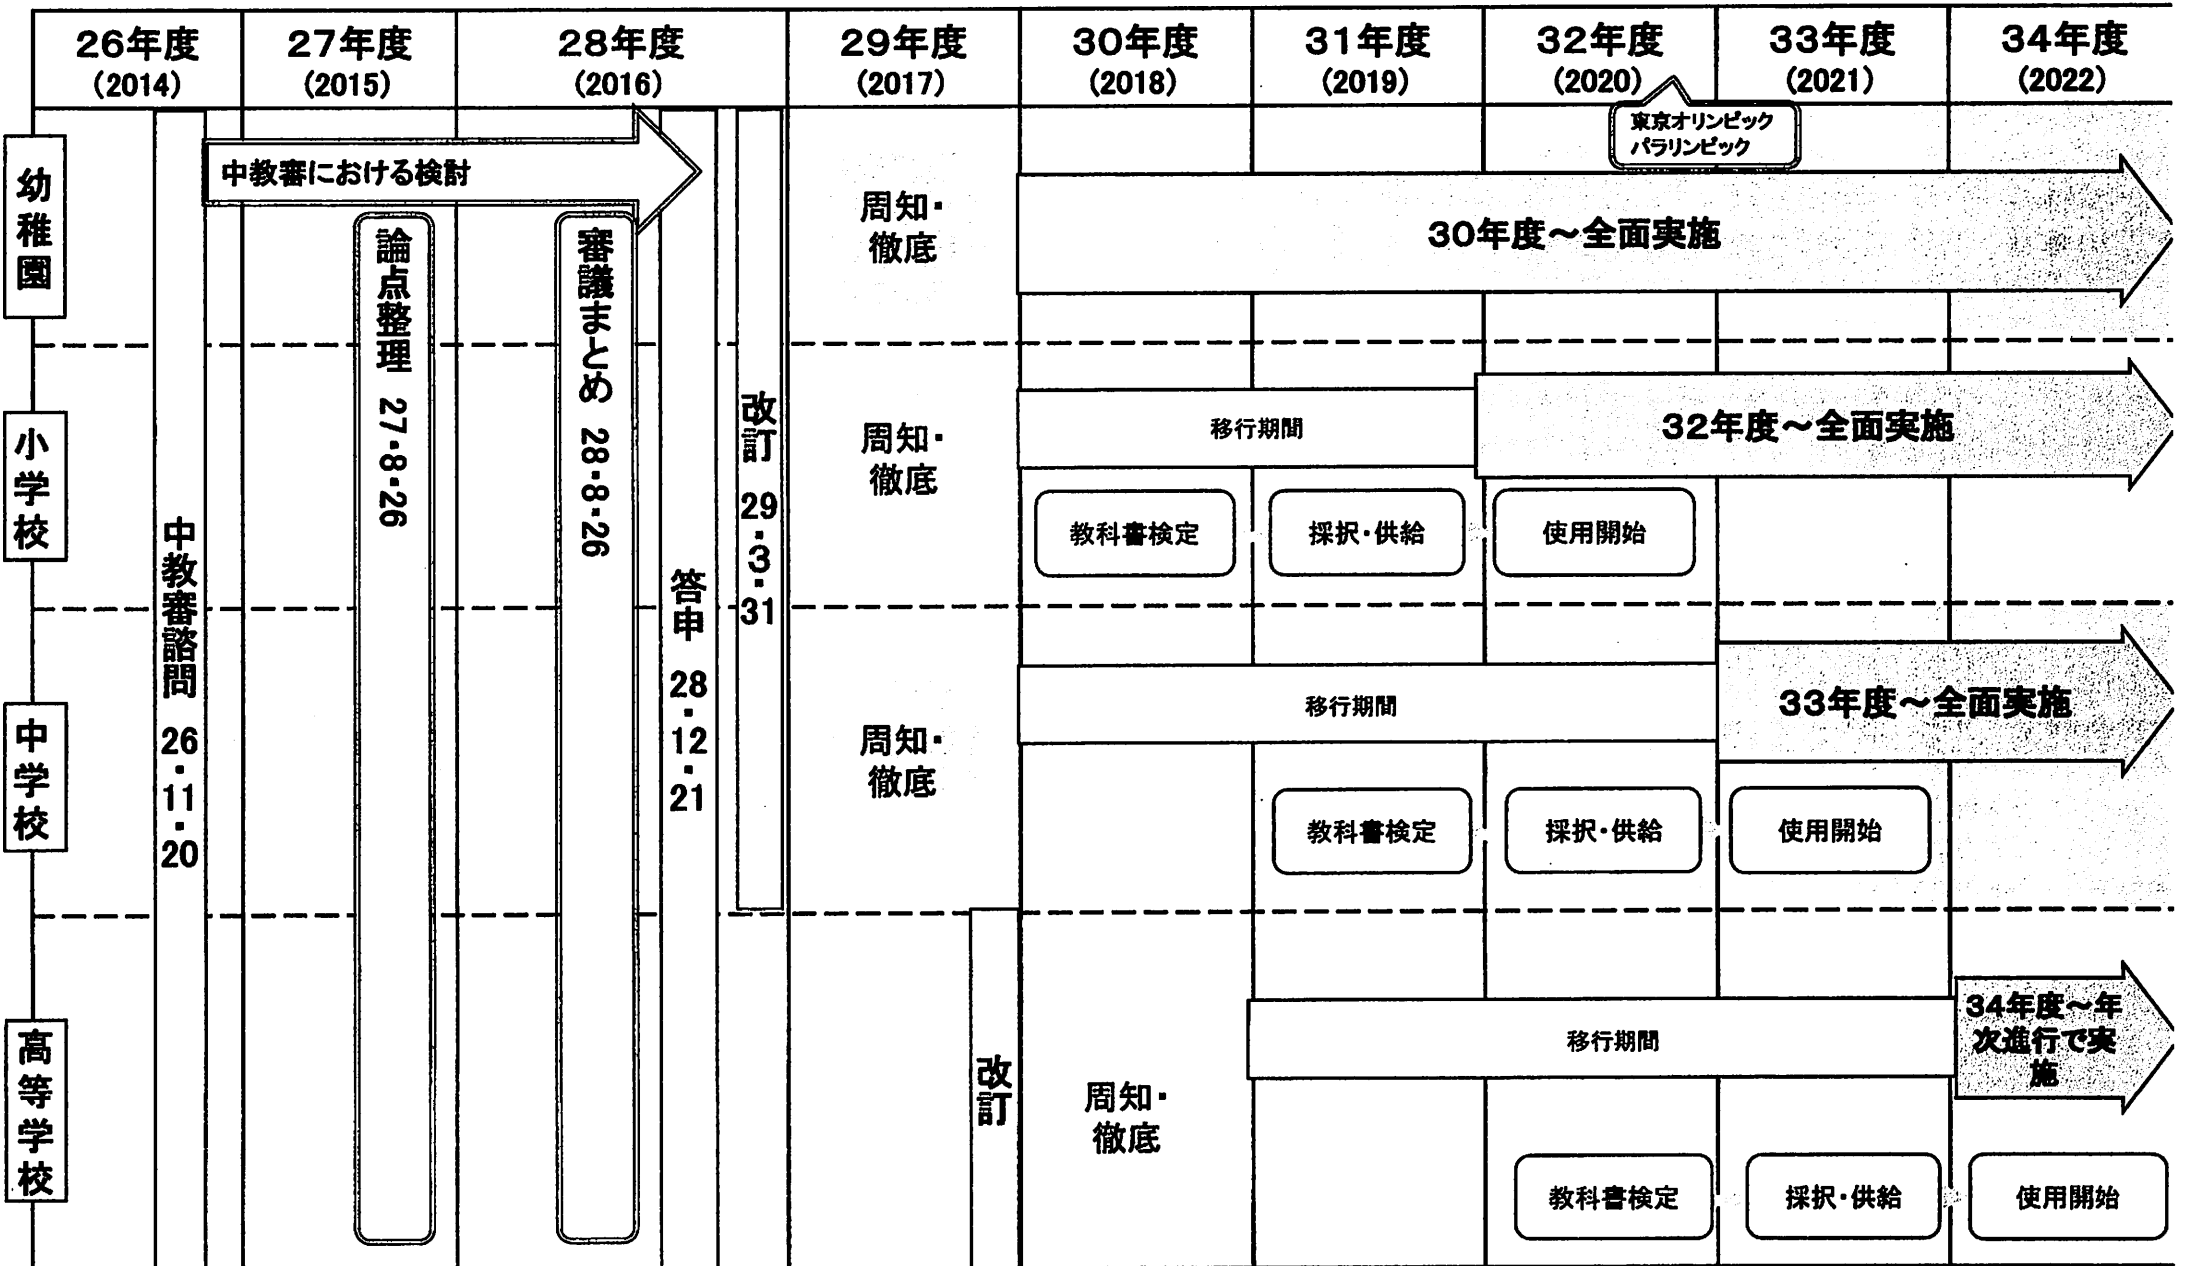 26年度
(2014)
27年度
(2015)
28年度
(2016)
29年度
(2017)
30年度
(2018)
31年度
(2019)
32年度
(2020)
33年度
(2021)
34年度
(2022)
東京オリンピック
パラリンピック
中教審諮問 26・11・20
中教審における検討
論点整理 27・8・26
審議まとめ 28・8・26
答申 28・12・21
改訂 29・3・31
幼稚園
周知・
徹底
30年度～全面実施
小学校
周知・
徹底
移行期間
32年度～全面実施
教科書検定
採択・供給
使用開始
中学校
周知・
徹底
移行期間
33年度～全面実施
教科書検定
採択・供給
使用開始
高等学校
改訂
周知・
徹底
移行期間
34年度～年
次進行で実
施
教科書検定
採択・供給
使用開始